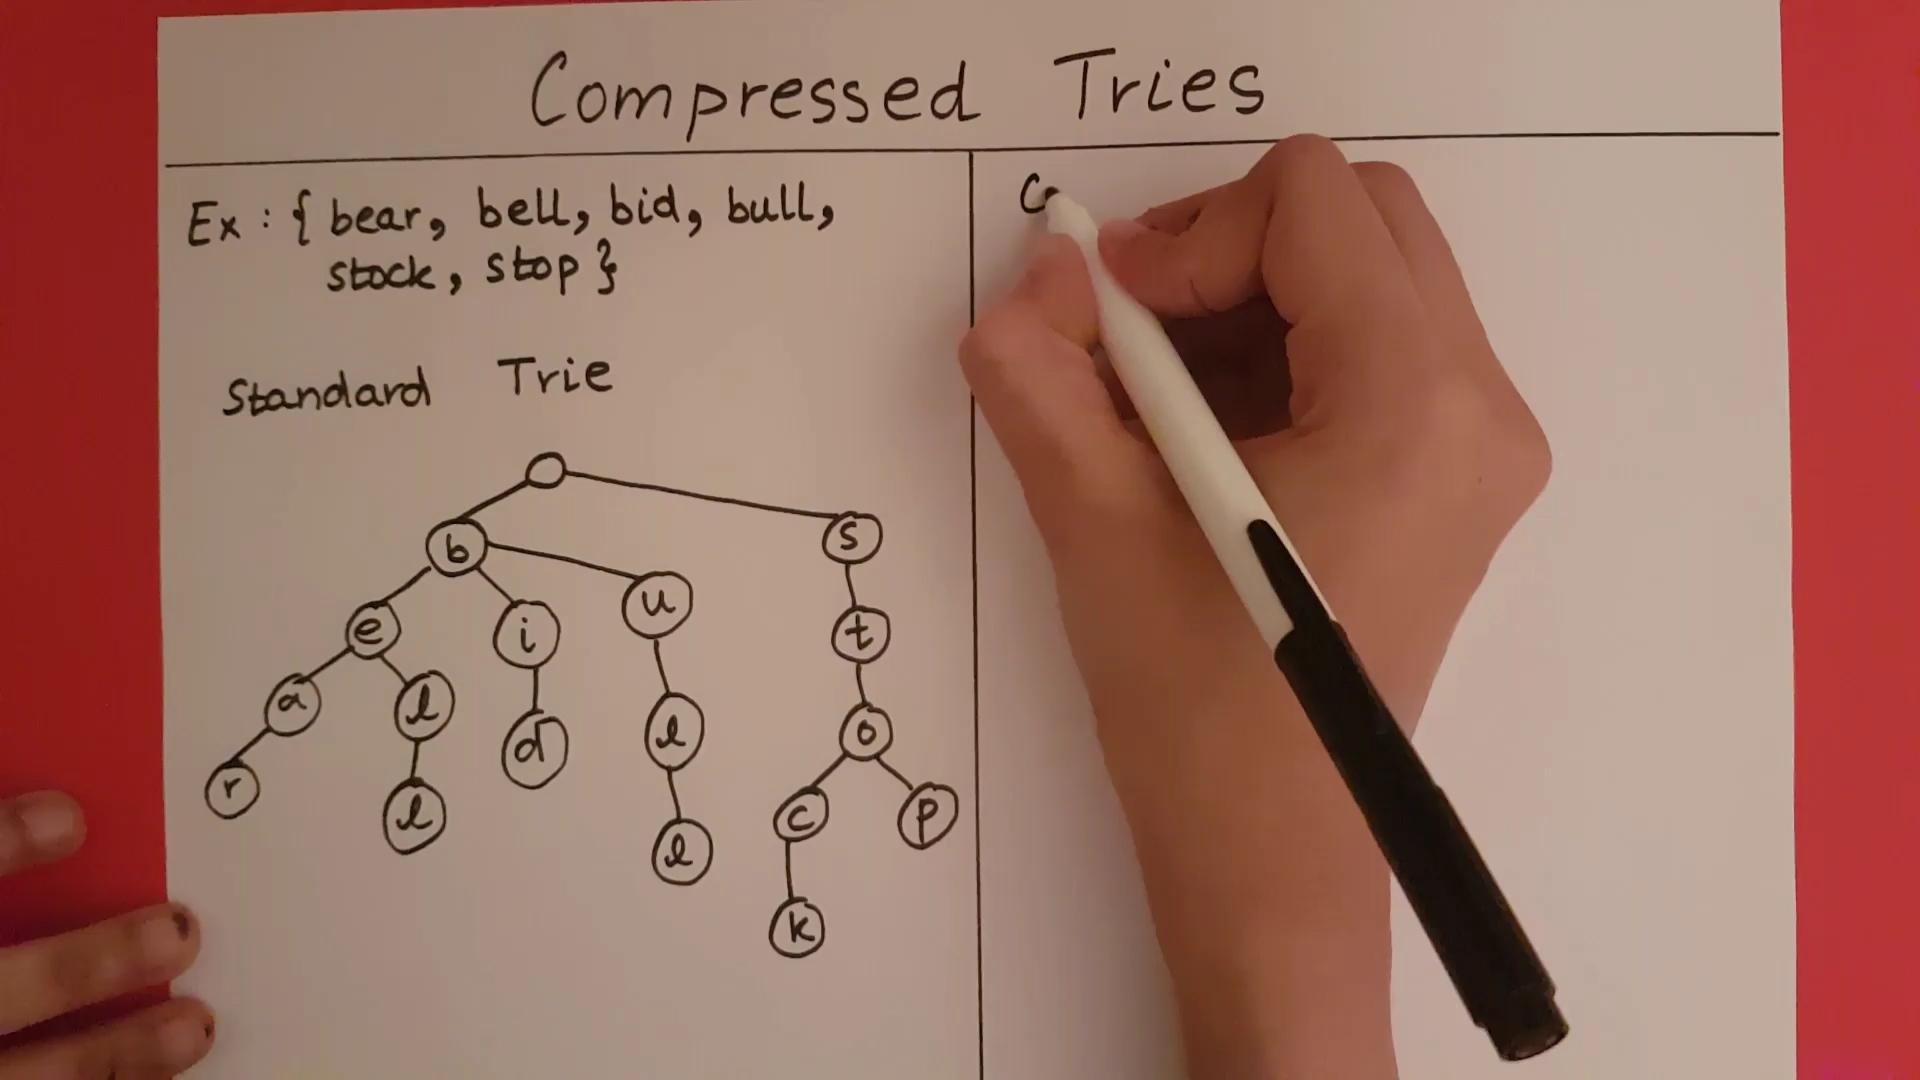 Compressed Tries
Ex : { bear, bell, bid, bull,
stock, stop }
Standard Trie
b
s
e
i
u
t
a
l
d
l
o
r
l
l
c
p
k